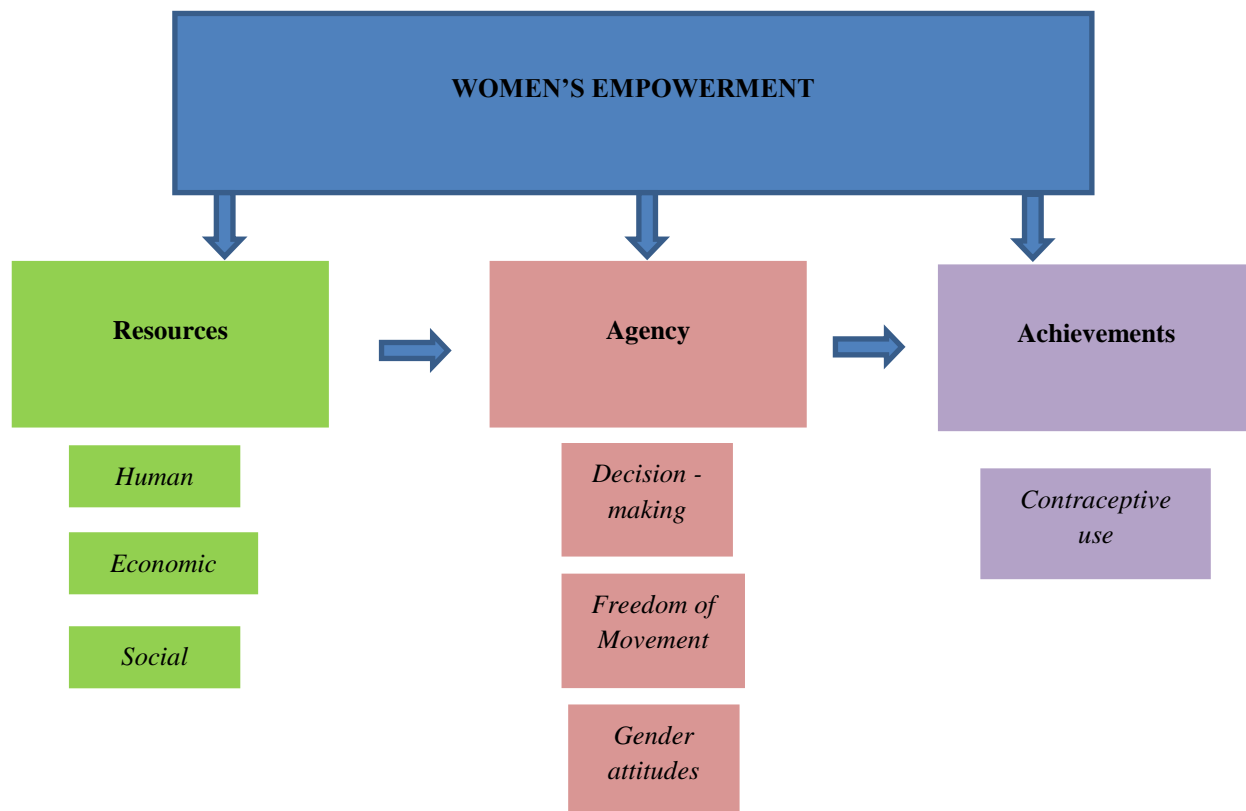 WOMEN'S EMPOWERMENT
Resources
Agency
Achievements
Human
Economic
Social
Decision -
making
Freedom of
Movement
Gender
attitudes
Contraceptive
use